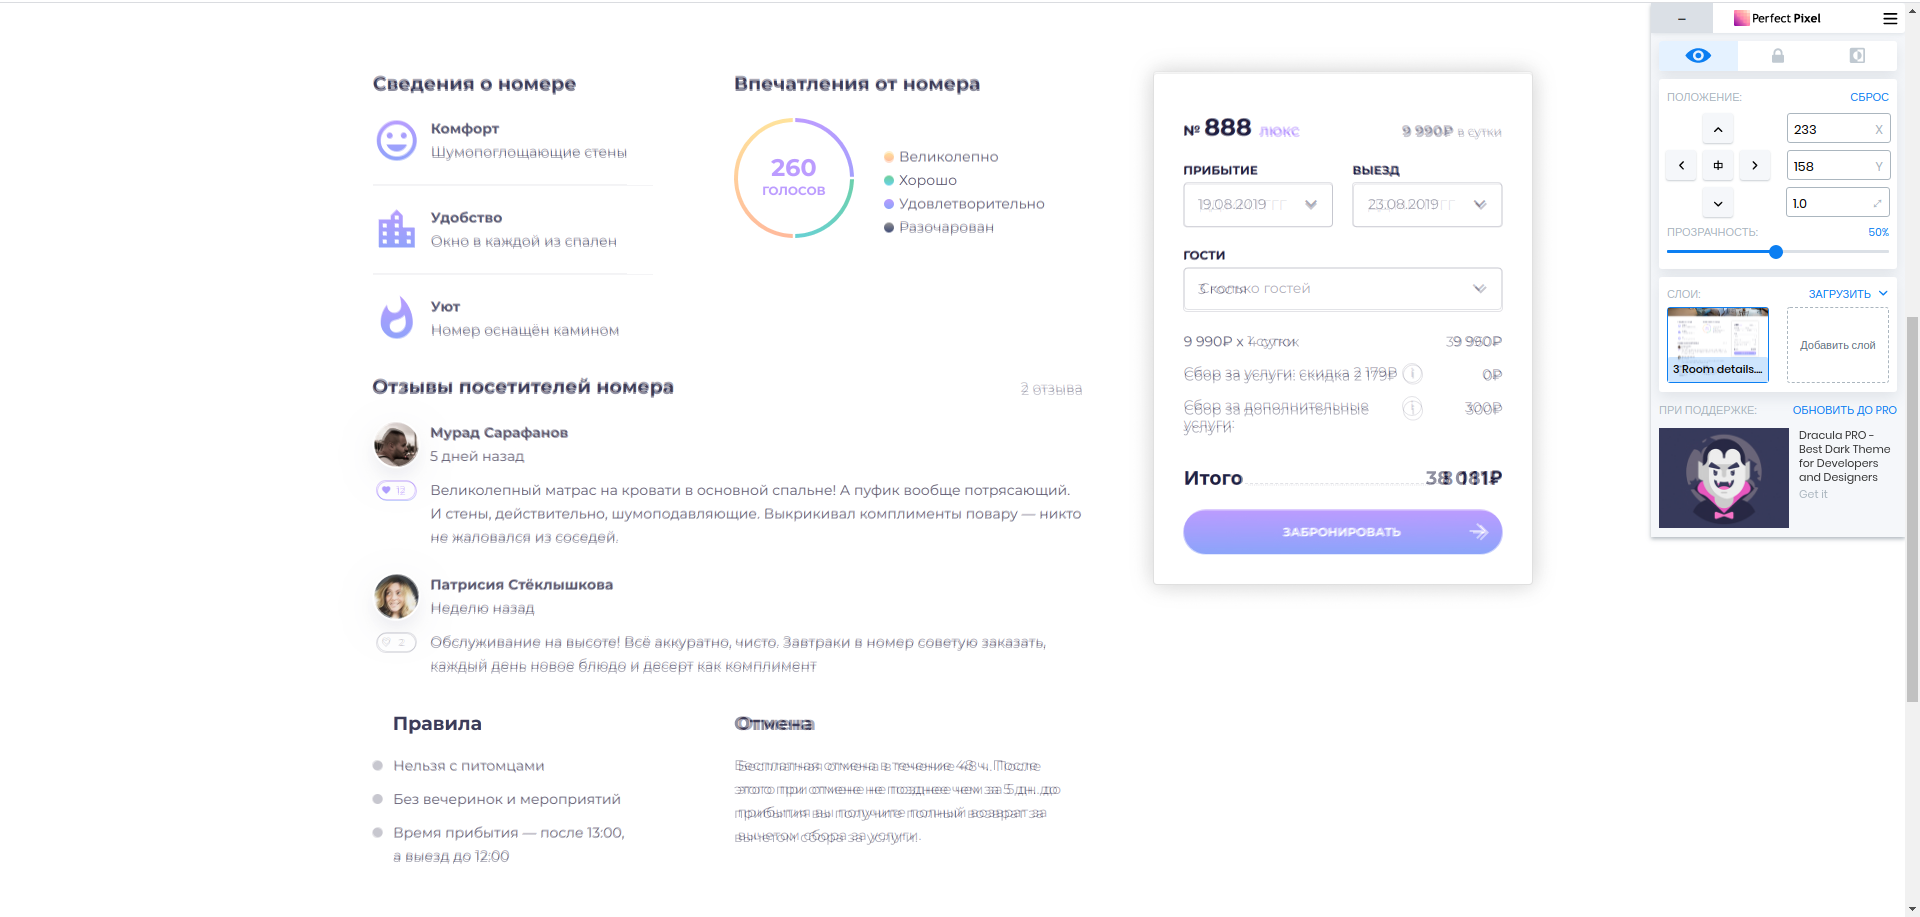 Сведения о номере
Комфорт
Шумопоглощающие стены
Удобство
Окно в каждой из спален
Уют
Номер оснащён камином
Впечатления от номера
260
ГОЛОСОВ
Великолепно
Хорошо
Удовлетворительно
Разочарован
Отзывы посетителей номера
2 отзыва
Мурад Сарафанов
5 дней назад
12
Великолепный матрас на кровати в основной спальне! А пуфик вообще потрясающий.
И стены, действительно, шумоподавляющие. Выкрикивал комплименты повару — никто
не жаловался из соседей.
Патрисия Стёклышкова
Неделю назад
2
Обслуживание на высоте! Всё аккуратно, чисто. Завтраки в номер советую заказать,
каждый день новое блюдо и десерт как комплимент
Правила
Нельзя с питомцами
Без вечеринок и мероприятий
Время прибытия — после 13:00,
а выезд до 12:00
Отмена
Бесплатная отмена в течение 48 ч. После
этого при отмене не позднее чем за 5 дн. до
прибытия вы получите полный возврат за
вычетом сбора за услуги.
№ 888 ЛЮКС
9 990₽ в сутки
ПРИБЫТИЕ
ВЫЕЗД
19.08.2019
23.08.2019
ГОСТИ
Сколько гостей
3 гостя
9 990₽ х
Сбор за услуги: скидка 2 179₽
0₽
Сбор за дополнительные
услуги:
300₽
Итого
ЗАБРОНИРОВАТЬ
–
Perfect Pixel
ПОЛОЖЕНИЕ:
СБРОС
233 X
158 Y
1.0
ПРОЗРАЧНОСТЬ:
50%
СЛОИ:
ЗАГРУЗИТЬ
3 Room details....
Добавить слой
ПРИ ПОДДЕРЖКЕ:
ОБНОВИТЬ ДО PRO
Dracula PRO -
Best Dark Theme
for Developers
and Designers
Get it